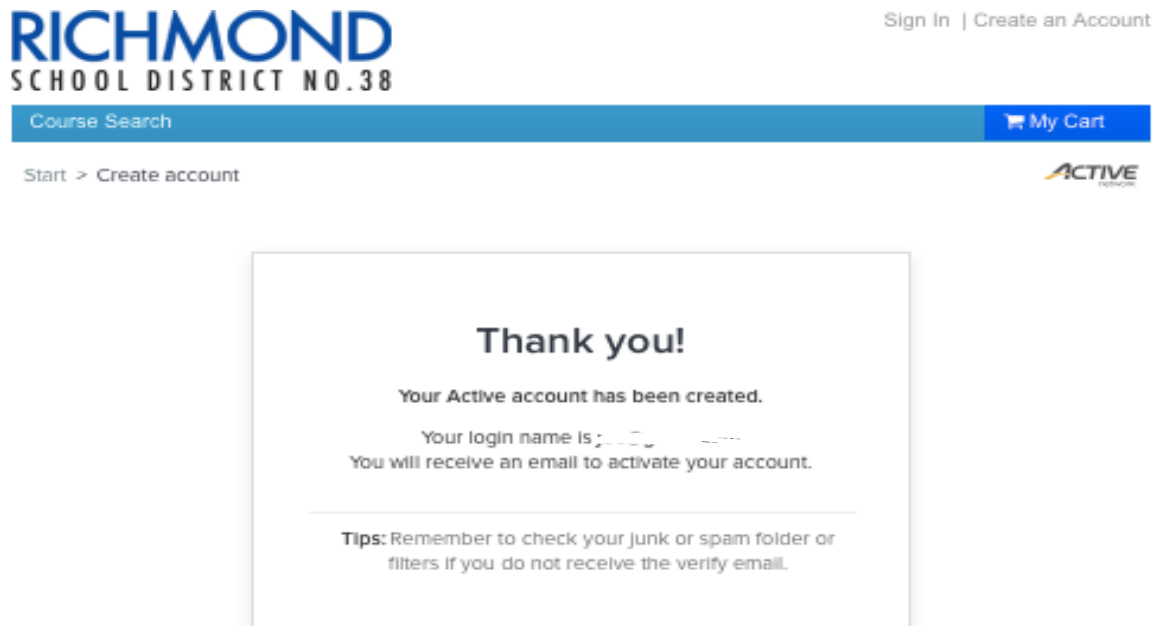 RICHMOND
SCHOOL DISTRICT NO.38
Sign In | Create an Account
Course Search
My Cart
Start > Create account
ACTIVE
network
Thank you!
Your Active account has been created.
Your login name is
You will receive an email to activate your account.
Tips: Remember to check your junk or spam folder or
filters if you do not receive the verify email.